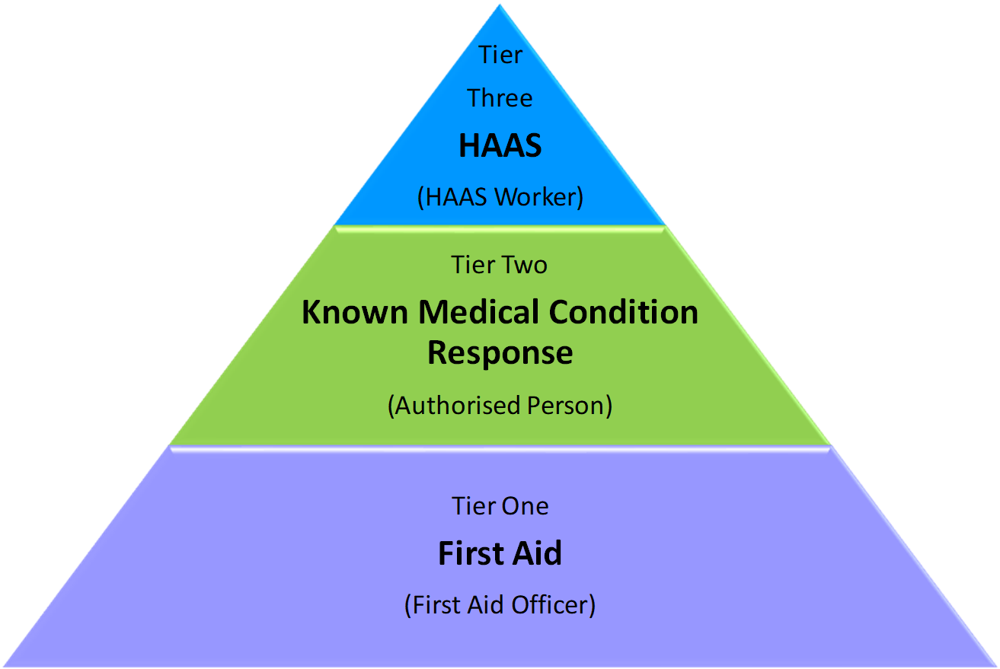 Tier
Three
HAAS
(HAAS Worker)
Tier Two
Known Medical Condition
Response
(Authorised Person)
Tier One
First Aid
(First Aid Officer)